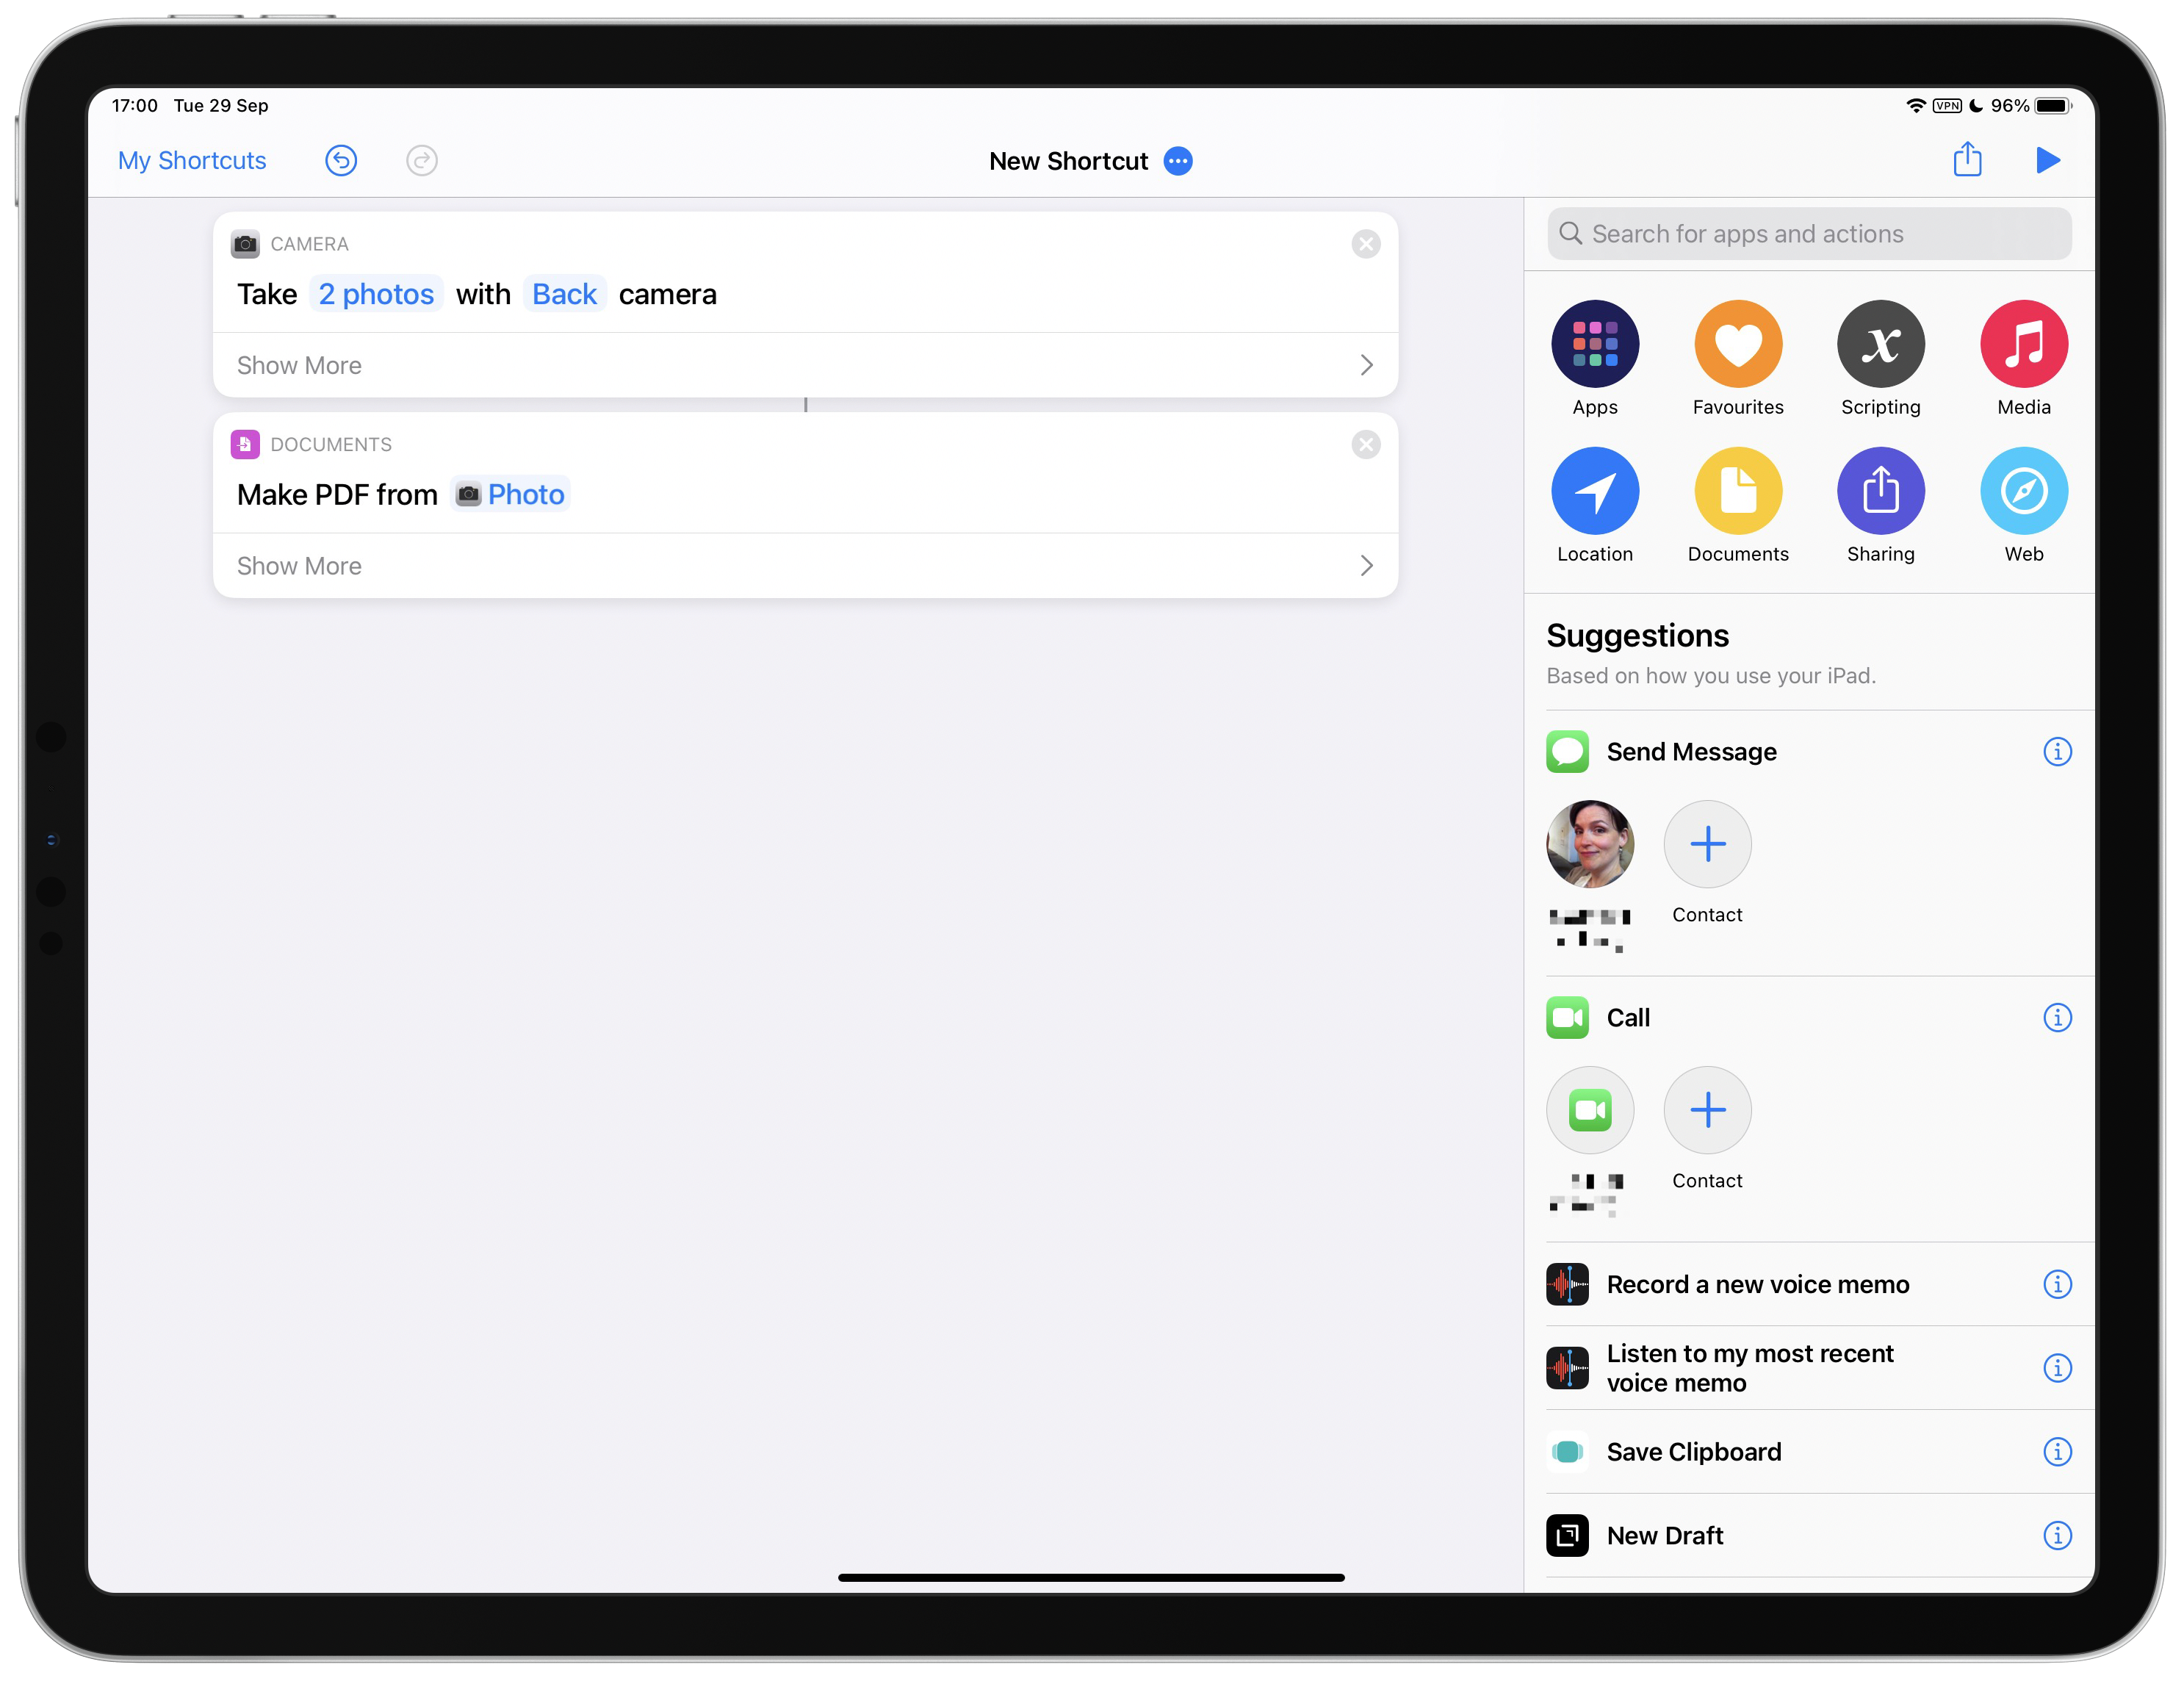 17:00 Tue 29 Sep
VPN 96%
My Shortcuts
New Shortcut
CAMERA
Take 2 photos with Back camera
Show More
DOCUMENTS
Make PDF from Photo
Show More
Search for apps and actions
Apps Favourites Scripting Media
Location Documents Sharing Web
Suggestions
Based on how you use your iPad.
Send Message
Contact
Call
Contact
Record a new voice memo
Listen to my most recent
voice memo
Save Clipboard
New Draft